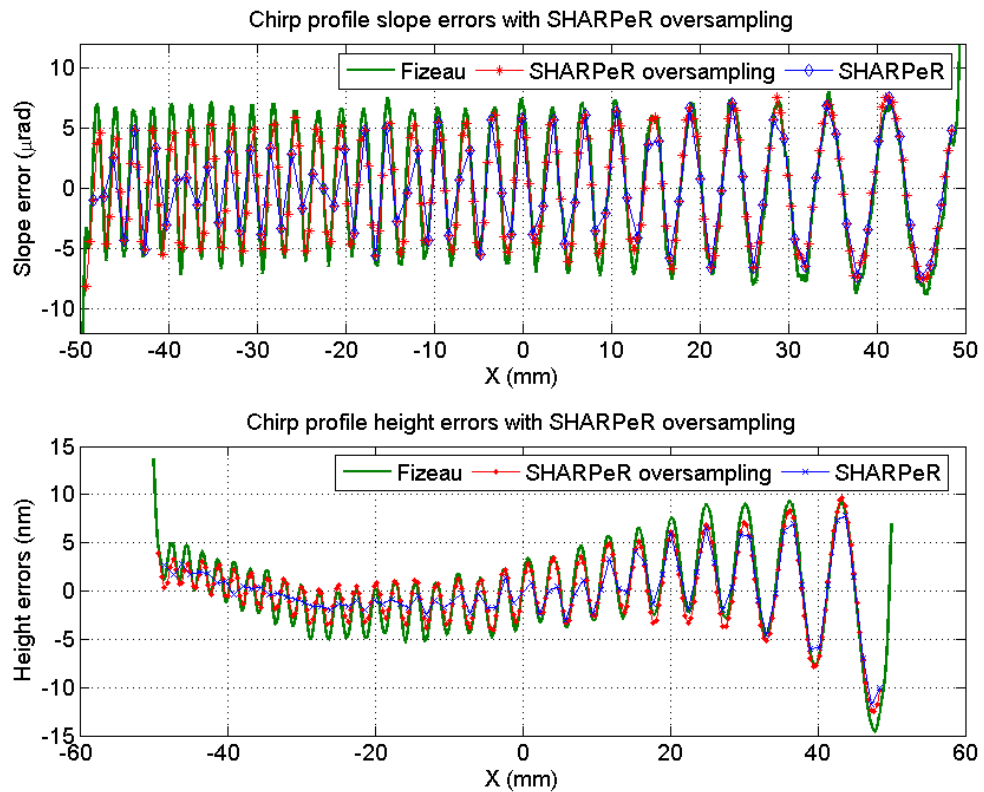 Chirp profile slope errors with SHARPeR oversampling
Fizeau SHARPeR oversampling SHARPeR
10
5
0
-5
-10
Slope error (μrad)
-50 -40 -30 -20 -10 0 10 20 30 40 50
X (mm)
Chirp profile height errors with SHARPeR oversampling
Fizeau SHARPeR oversampling SHARPeR
15
10
5
0
-5
-10
-15
Height errors (nm)
-60 -40 -20 0 20 40 60
X (mm)